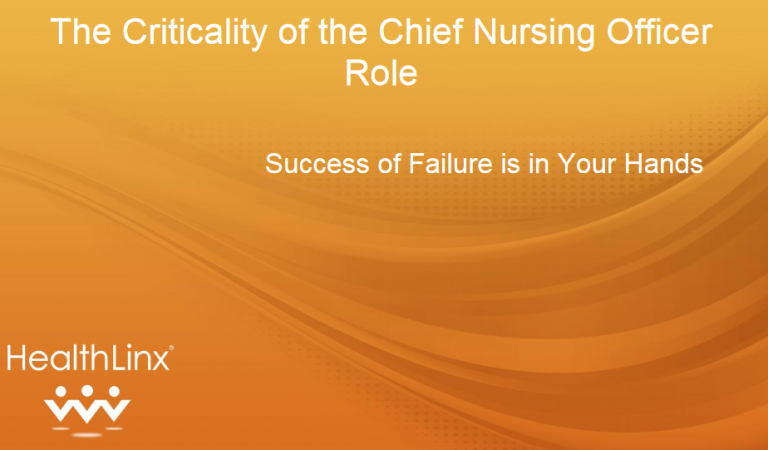 The Criticality of the Chief Nursing Officer
Role
Success of Failure is in Your Hands
HealthLinx®